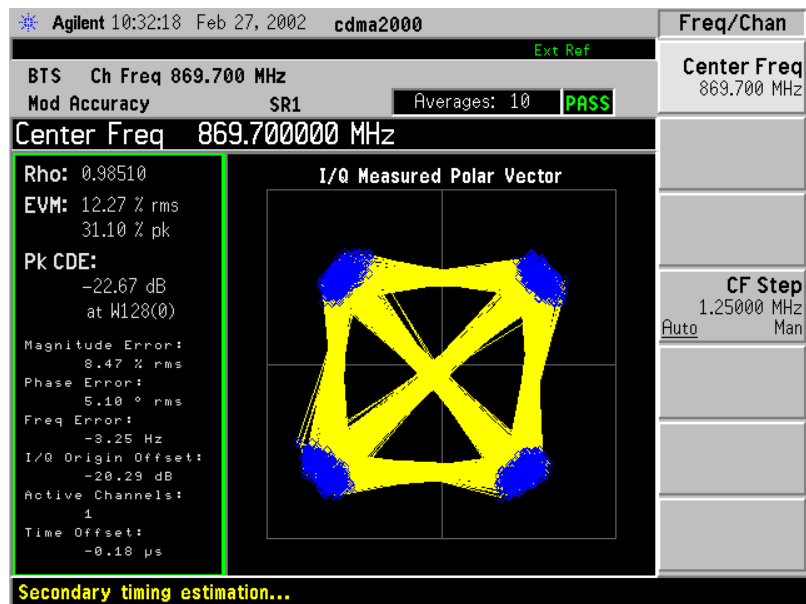 Agilent 10:32:18 Feb 27, 2002 cdma2000 Freq/Chan
Ext Ref
BTS Ch Freq 869.700 MHz
Mod Accuracy SR1 Averages: 10 PASS
Center Freq 869.700000 MHz
Rho: 0.98510
EVM: 12.27 % rms
31.10 % pk
Pk CDE:
-22.67 dB
at W128(0)
Magnitude Error:
8.47 % rms
Phase Error:
5.10 ° rms
Freq Error:
-3.25 Hz
I/Q Origin Offset:
-20.29 dB
Active Channels:
1
Time Offset:
-0.18 µs
I/Q Measured Polar Vector
Center Freq
869.700 MHz
CF Step
1.25000 MHz
Auto Man
Secondary timing estimation...